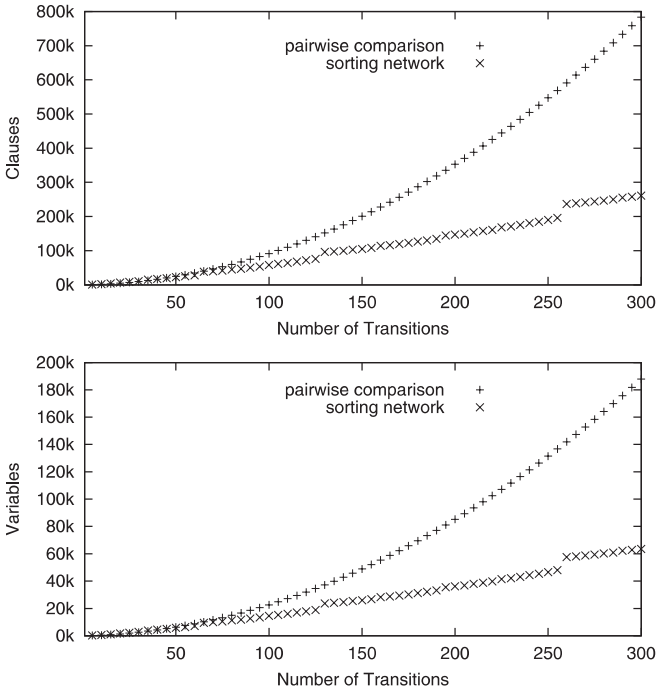 800k
700k
600k
500k
400k
300k
200k
100k
0k
Clauses
pairwise comparison +
sorting network ×
50 100 150 200 250 300
Number of Transitions
200k
180k
160k
140k
120k
100k
80k
60k
40k
20k
0k
Variables
pairwise comparison +
sorting network ×
50 100 150 200 250 300
Number of Transitions